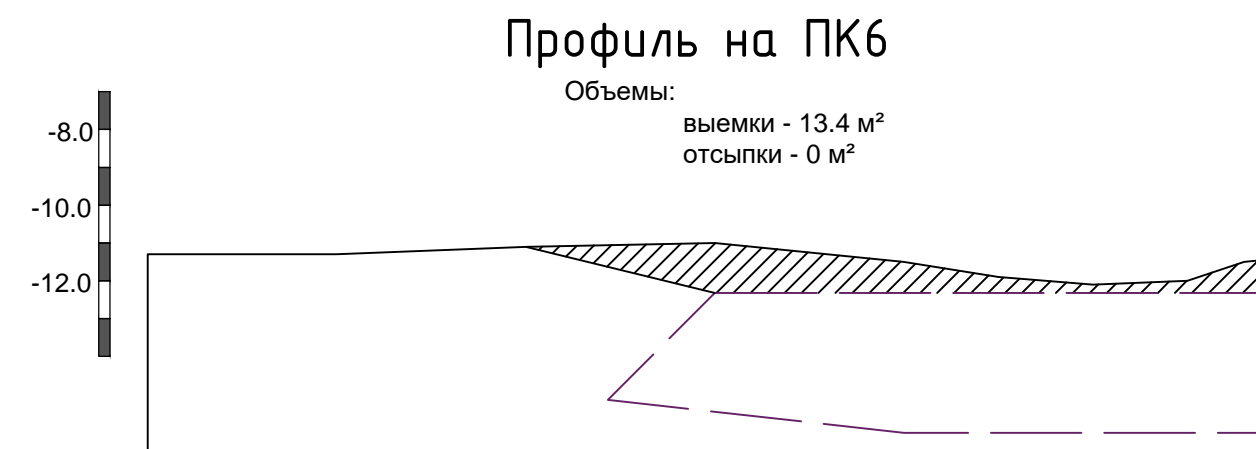 Профиль на ПК6
Объемы:
выемки - 13.4 м²
отсыпки - 0 м²
-8.0
-10.0
-12.0